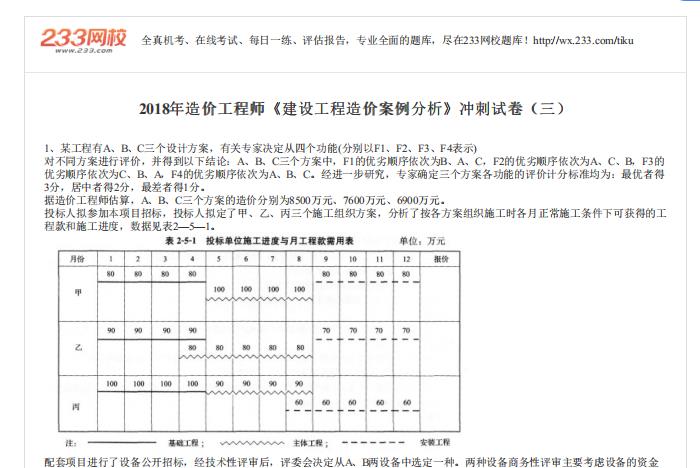 233网校
www.233.com
全真机考、在线考试、每日一练、评估报告，专业全面的题库，尽在233网校题库！http://wx.233.com/tiku
2018年造价工程师《建设工程造价案例分析》冲刺试卷（三）
1、某工程有A、B、C三个设计方案，有关专家决定从四个功能(分别以F1、F2、F3、F4表示)
对不同方案进行评价，并得到以下结论：A、B、C三个方案中，F1的优劣顺序依次为B、A、C，F2的优劣顺序依次为A、C、B，F3的
优劣顺序依次为C、B、A，F4的优劣顺序依次为A、B、C。经进一步研究，专家确定三个方案各功能的评价计分标准均为：最优者得
3分，居中者得2分，最差者得1分。
据造价工程师估算，A、B、C三个方案的造价分别为8500万元、7600万元、6900万元。
投标人拟参加本项目招标，投标人拟定了甲、乙、丙三个施工组织方案，分析了按各方案组织施工时各月正常施工条件下可获得的工
程款和施工进度，数据见表2—5—1。
表 2-5-1 投标单位施工进度与月工程款需用表 单位：万元
月份 1 2 3 4 5 6 7 8 9 10 11 12 报价
80 80 80 80 80 80 80 80
甲 100 100 100 100
90 90 90 90 70 70 70 70
乙 80 80 80 80 80
100 100 100 100 90 90 90 90
丙 60 60 60 60 60
注： 基础工程； 主体工程； 安装工程
配套项目进行了设备公开招标，经技术性评审后，评委会决定从A、B两设备中选定一种。两种设备商务性评审主要考虑设备的资金